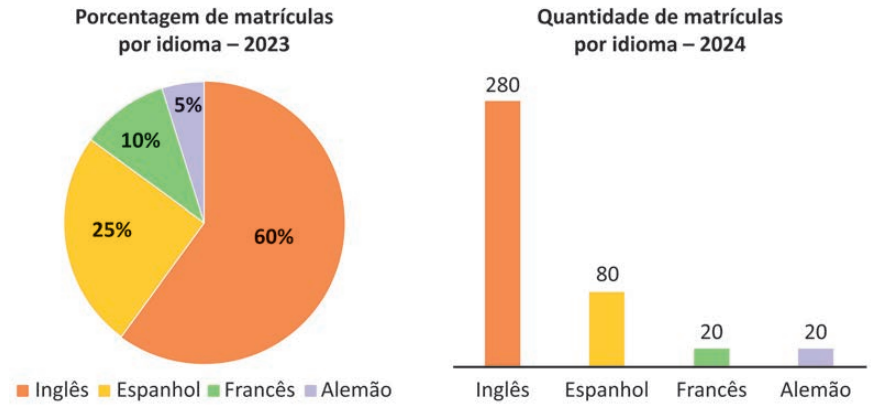 Porcentagem de matrículas
por idioma – 2023
5%
10%
25%
60%
Inglês Espanhol Francês Alemão
Quantidade de matrículas
por idioma – 2024
280
80
20
20
Inglês Espanhol Francês Alemão